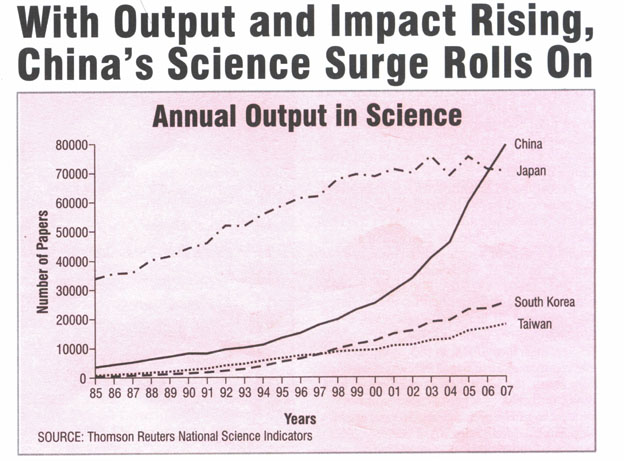 With Output and Impact Rising,
China's Science Surge Rolls On
Annual Output in Science
Number of Papers
80000
70000
60000
50000
40000
30000
20000
10000
0
China
Japan
South Korea
Taiwan
85 86 87 88 89 90 91 92 93 94 95 96 97 98 99 00 01 02 03 04 05 06 07
Years
SOURCE: Thomson Reuters National Science Indicators